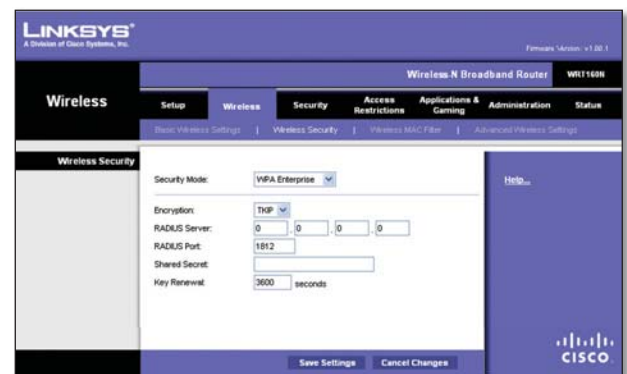 LINKSYS®
A Division of Cisco Systems, Inc.
Firmware Version: v1.00.1
Wireless-N Broadband Router WRT160N
Wireless
Setup Wireless Security Access Restrictions Applications & Gaming Administration Status
Basic Wireless Settings | Wireless Security | Wireless MAC Filter | Advanced Wireless Settings
Wireless Security
Security Mode: WPA Enterprise
Help...
Encryption: TKIP
RADIUS Server: 0 . 0 . 0 . 0
RADIUS Port: 1812
Shared Secret:
Key Renewal: 3600 seconds
Save Settings Cancel Changes
CISCO